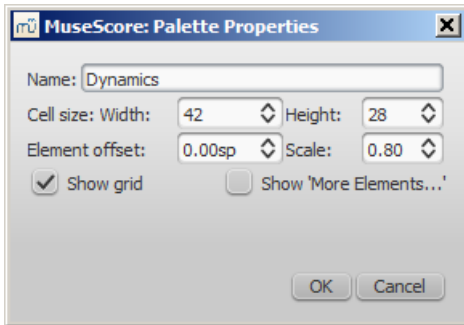 mü MuseScore: Palette Properties
Name: Dynamics
Cell size: Width: 42 Height: 28
Element offset: 0.00sp Scale: 0.80
Show grid Show 'More Elements...'
OK Cancel